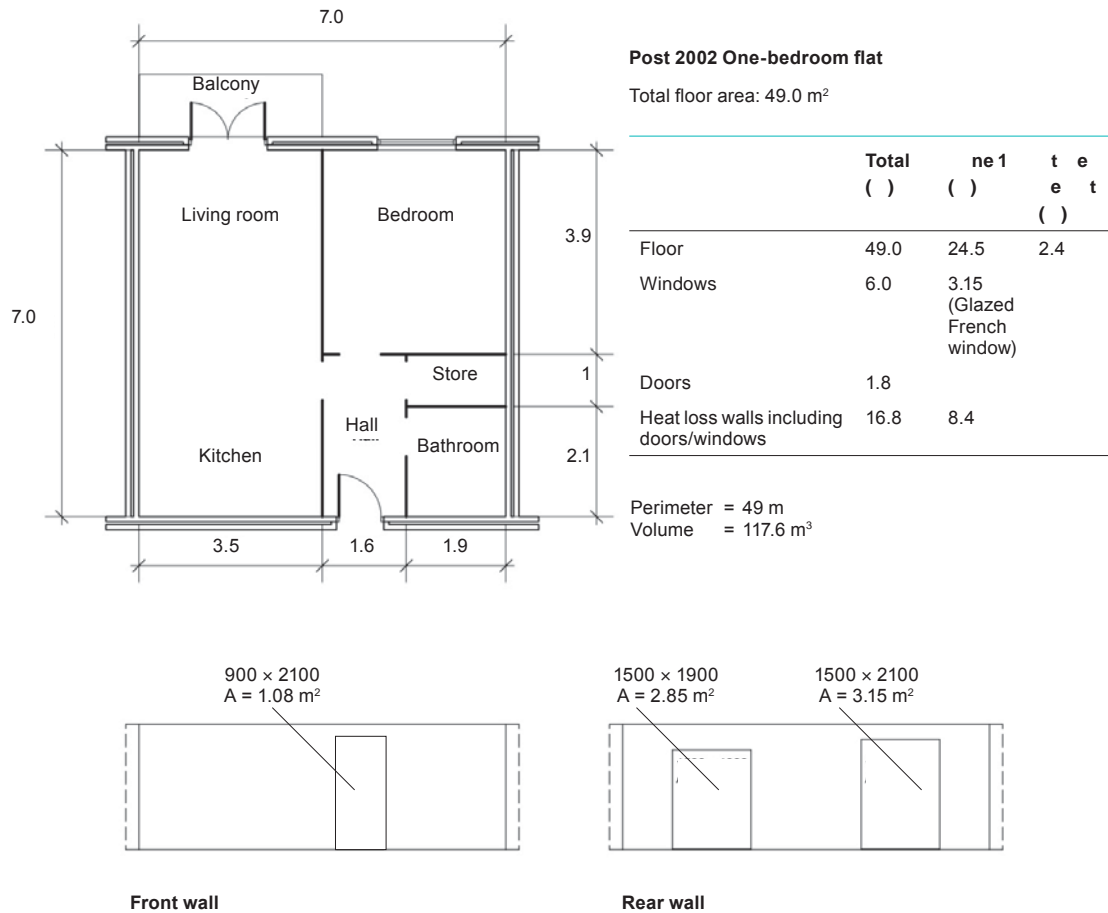 7.0
Balcony
Living room
Bedroom
3.9
7.0
Store
1
Hall
Kitchen
Bathroom
2.1
3.5
1.6
1.9
Post 2002 One-bedroom flat
Total floor area: 49.0 m²
Total ne 1 t e
( ) ( ) e t
( )
Floor 49.0 24.5 2.4
Windows 6.0 3.15
(Glazed
French
window)
Doors 1.8
Heat loss walls including 16.8 8.4
doors/windows
Perimeter = 49 m
Volume = 117.6 m³
900 × 2100
A = 1.08 m²
1500 × 1900
A = 2.85 m²
1500 × 2100
A = 3.15 m²
Front wall
Rear wall